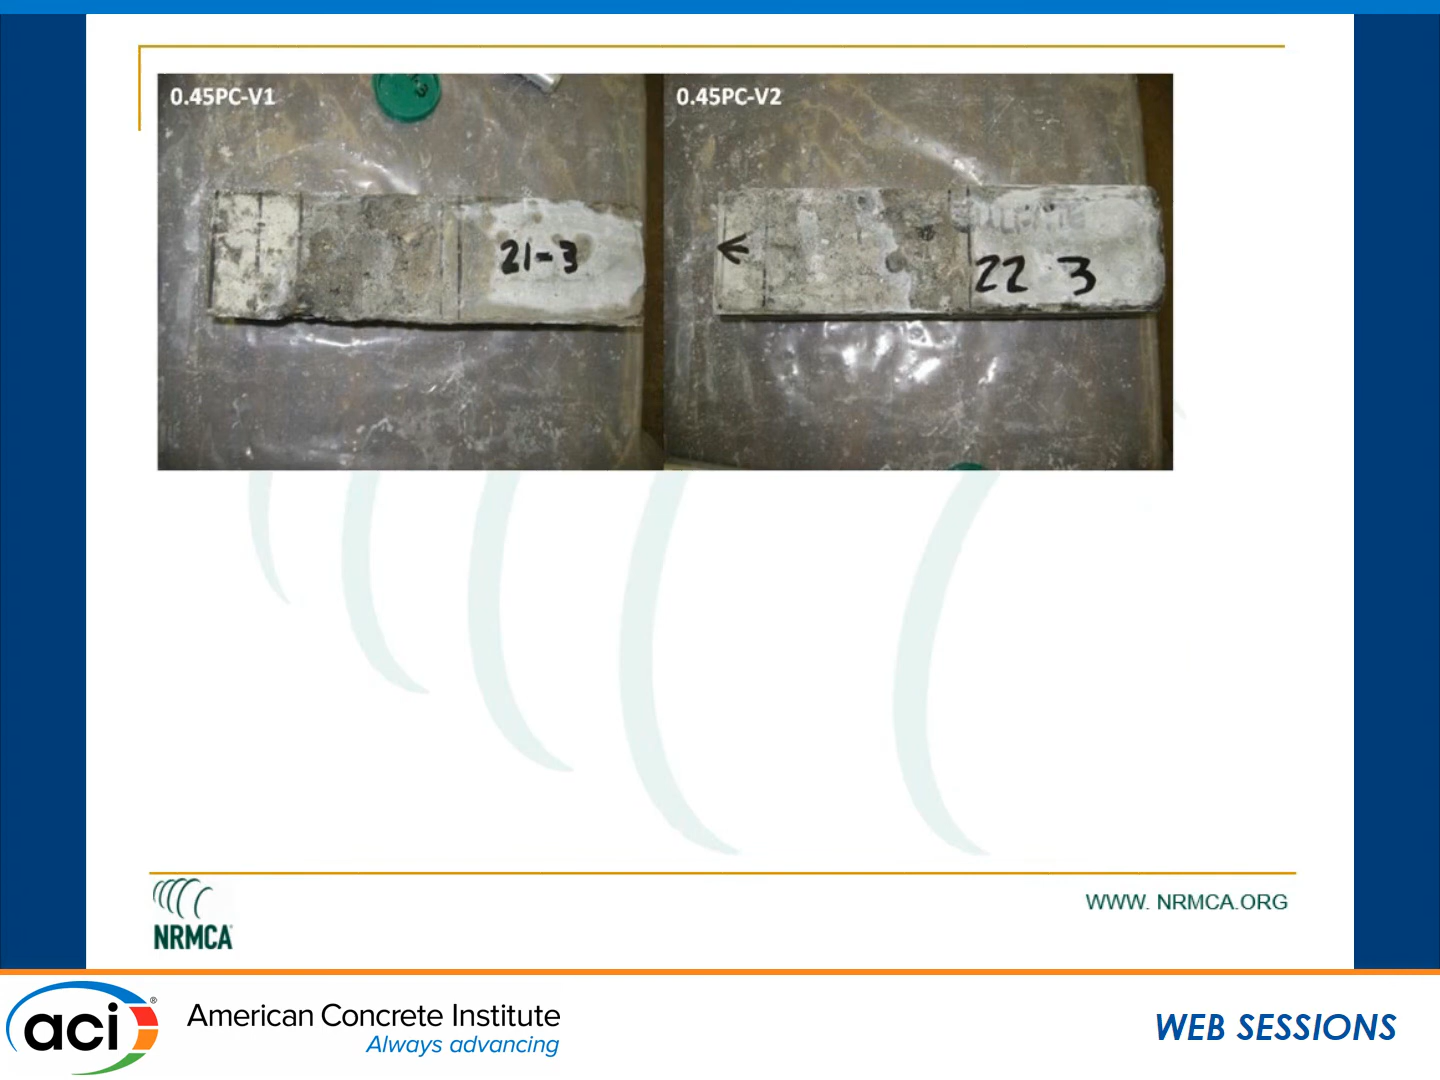 0.45PC-V1
0.45PC-V2
21-3
22 3
NRMCA
WWW. NRMCA.ORG
aci®
American Concrete Institute
Always advancing
WEB SESSIONS